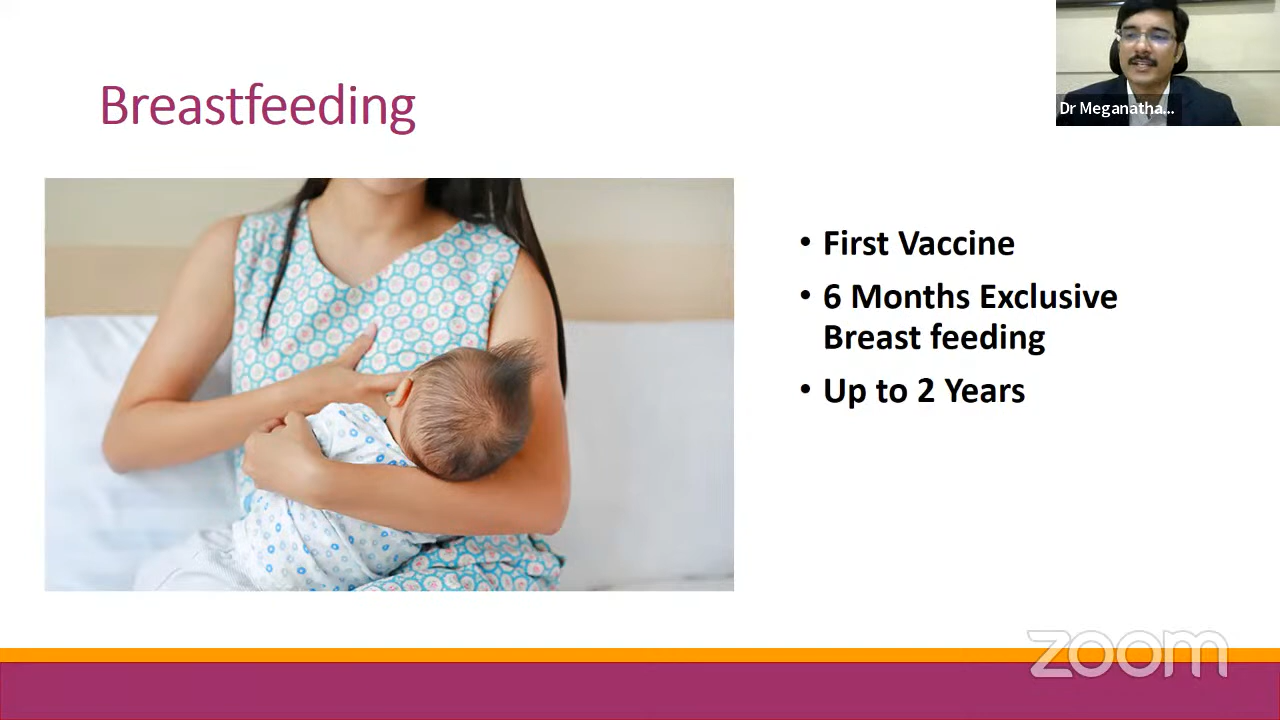 Breastfeeding
Dr Meganatha...
• First Vaccine
• 6 Months Exclusive
Breast feeding
• Up to 2 Years
zoom